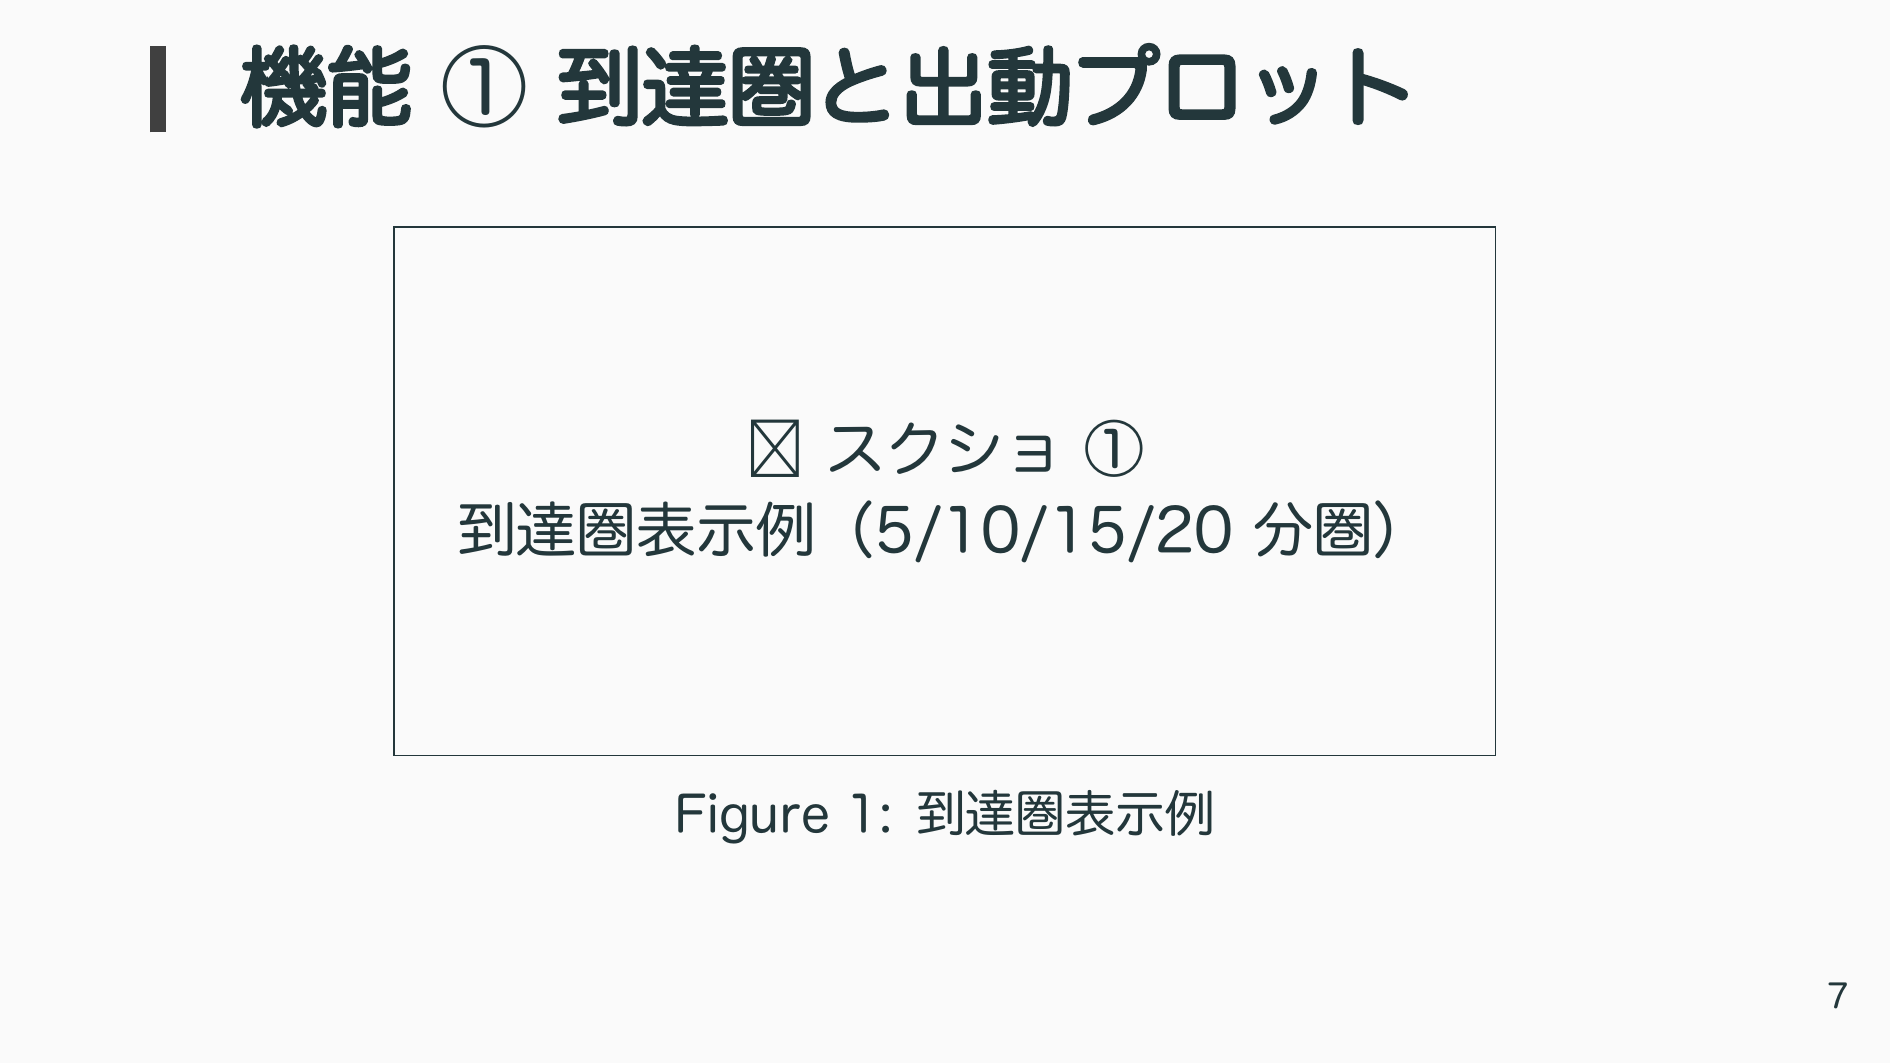 機能 ① 到達圏と出動プロット
スクショ ①
到達圏表示例（5/10/15/20 分圏）
Figure 1: 到達圏表示例
7